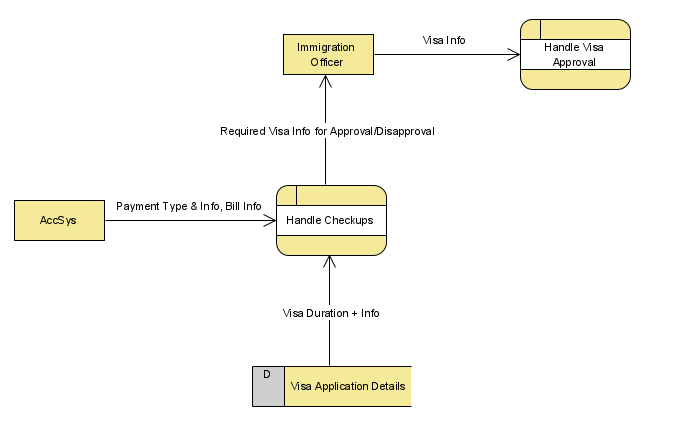 Immigration
Officer
Visa Info
Handle Visa
Approval
Required Visa Info for Approval/Disapproval
AccSys
Payment Type & Info, Bill Info
Handle Checkups
Visa Duration + Info
D
Visa Application Details